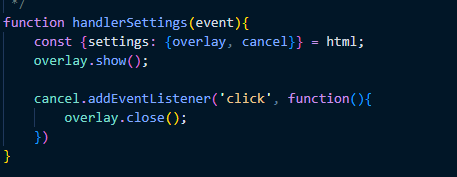 */
function handlerSettings(event){
    const {settings: {overlay, cancel}} = html;
    overlay.show();

    cancel.addEventListener('click', function(){
        overlay.close();
    })
}